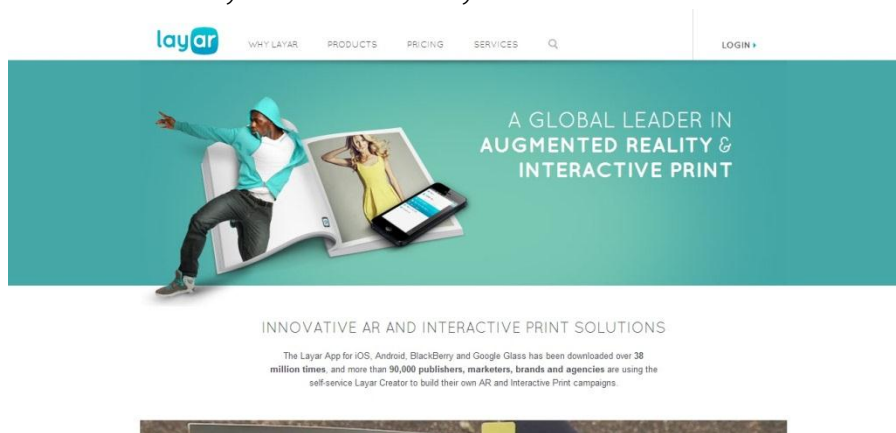 layar
WHY LAYAR
PRODUCTS
PRICING
SERVICES
LOGIN
A GLOBAL LEADER IN
AUGMENTED REALITY &
INTERACTIVE PRINT
INNOVATIVE AR AND INTERACTIVE PRINT SOLUTIONS
The Layar App for iOS, Android, BlackBerry and Google Glass has been downloaded over 38
million times, and more than 90,000 publishers, marketers, brands and agencies are using the
self-service Layar Creator to build their own AR and Interactive Print campaigns.